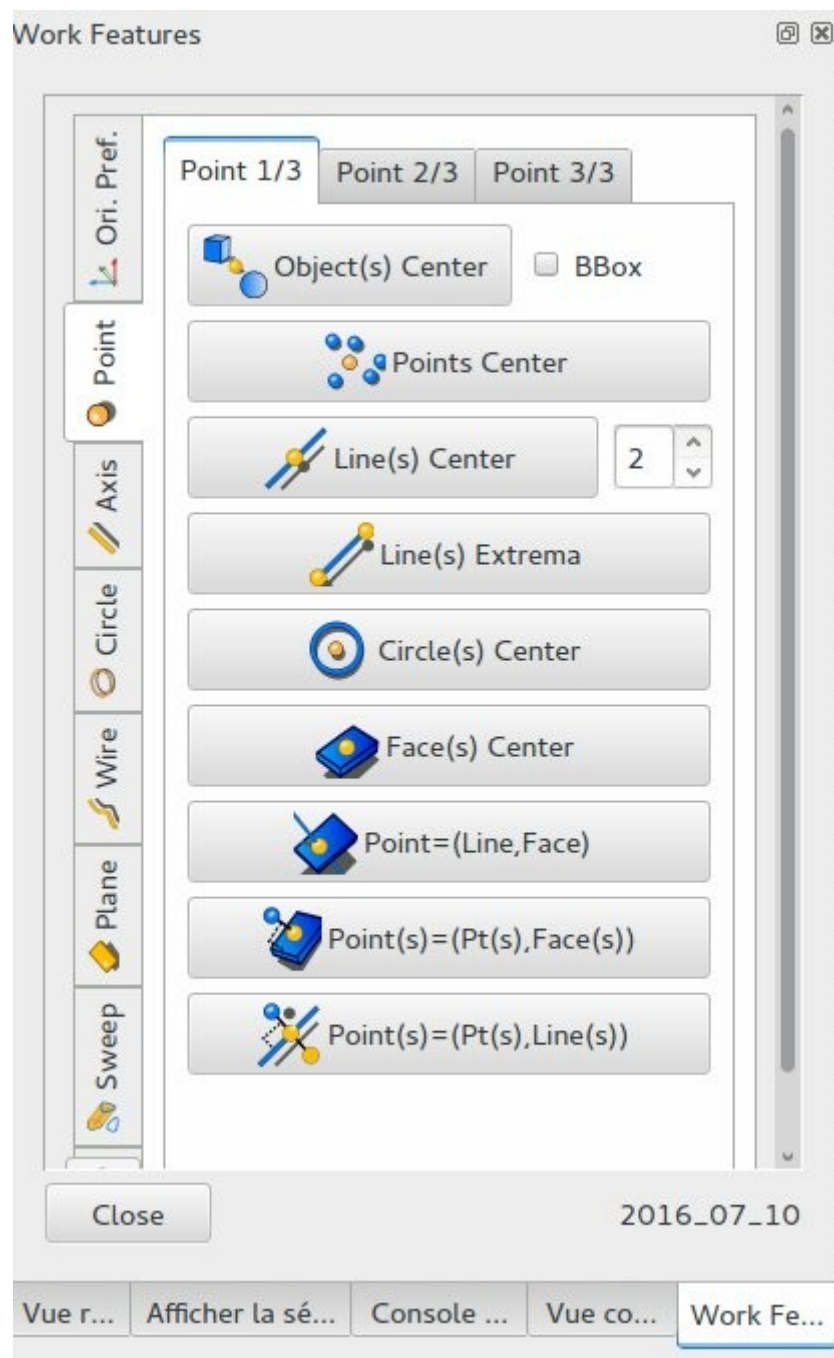 Work Features
Ori. Pref.
Point
Axis
Circle
Wire
Plane
Sweep
Point 1/3 Point 2/3 Point 3/3
Object(s) Center BBox
Points Center
Line(s) Center 2
Line(s) Extrema
Circle(s) Center
Face(s) Center
Point=(Line,Face)
Point(s)=(Pt(s),Face(s))
Point(s)=(Pt(s),Line(s))
Close 2016_07_10
Vue r... Afficher la sé... Console ... Vue co... Work Fe...